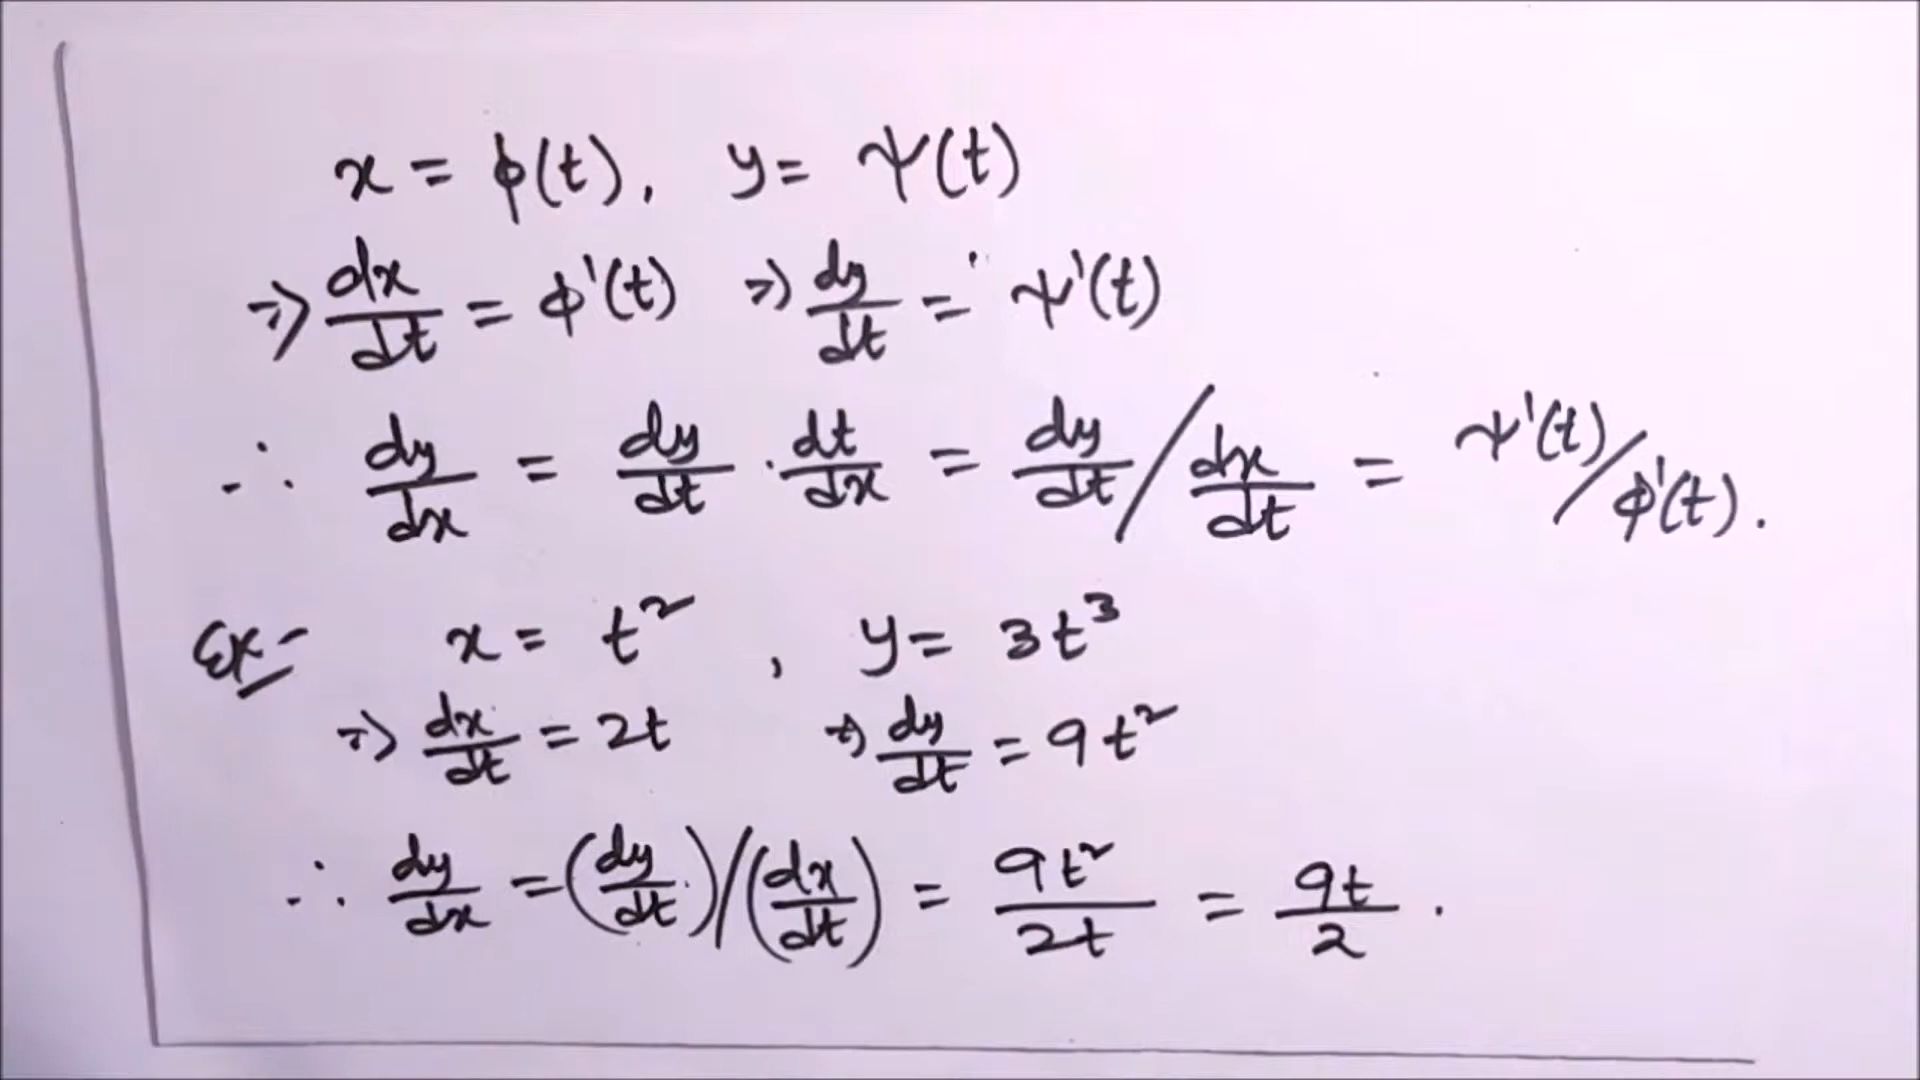 x = ϕ(t), y = ψ(t)
⇒ dx/dt = ϕ'(t) ⇒ dy/dt = ψ'(t)
∴ dy/dx = dy/dt · dt/dx = dy/dt / dx/dt = ψ'(t)/ϕ'(t).
Ex- x = t², y = 3t³
⇒ dx/dt = 2t ⇒ dy/dt = 9t²
∴ dy/dx = (dy/dt)/(dx/dt) = 9t²/2t = 9t/2.